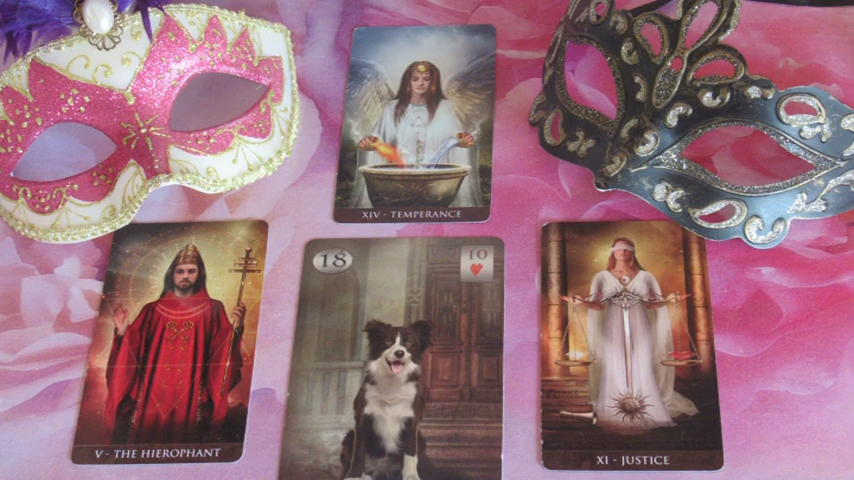 XIV - TEMPERANCE
18
10
V - THE HIEROPHANT
XI - JUSTICE